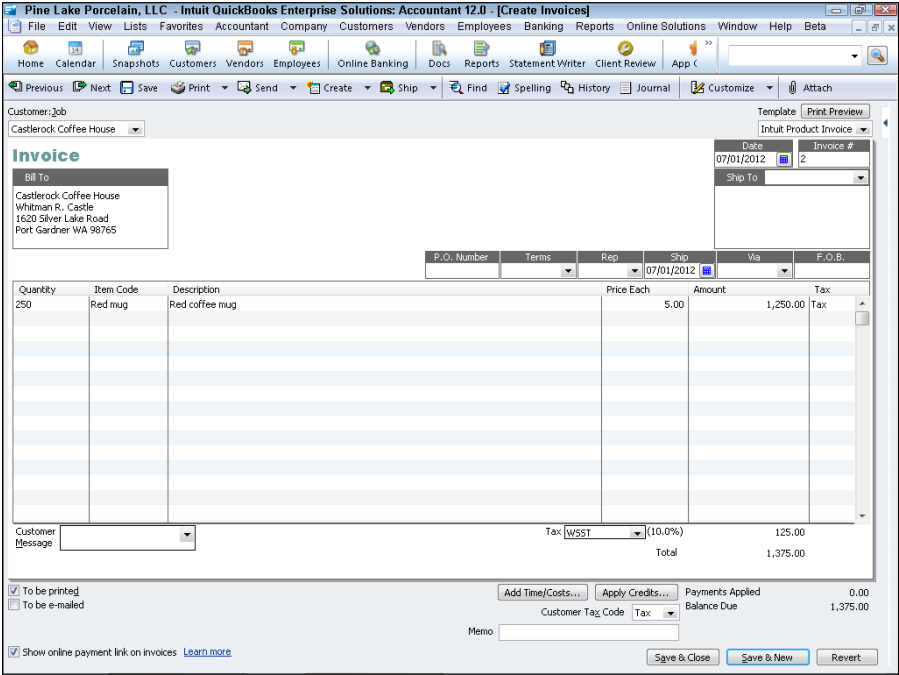 Pine Lake Porcelain, LLC - Intuit QuickBooks Enterprise Solutions: Accountant 12.0 - [Create Invoices]
File Edit View Lists Favorites Accountant Company Customers Vendors Employees Banking Reports Online Solutions Window Help Beta
14
Home Calendar Snapshots Customers Vendors Employees Online Banking Docs Reports Statement Writer Client Review App C »
Previous Next Save Print Send Create Ship Find Spelling History Journal Customize Attach
Customer:Job Template Print Preview
Castlerock Coffee House Intuit Product Invoice
Invoice
Date Invoice #
07/01/2012 2
Bill To Ship To
Castlerock Coffee House
Whitman R. Castle
1620 Silver Lake Road
Port Gardner WA 98765
P.O. Number Terms Rep Ship Via F.O.B.
07/01/2012
Quantity Item Code Description Price Each Amount Tax
250 Red mug Red coffee mug 5.00 1,250.00 Tax
Customer Message Tax WSST (10.0%) 125.00
Total 1,375.00
To be printed Add Time/Costs... Apply Credits... Payments Applied 0.00
To be e-mailed Customer Tax Code Tax Balance Due 1,375.00
Memo
Show online payment link on invoices Learn more Save & Close Save & New Revert